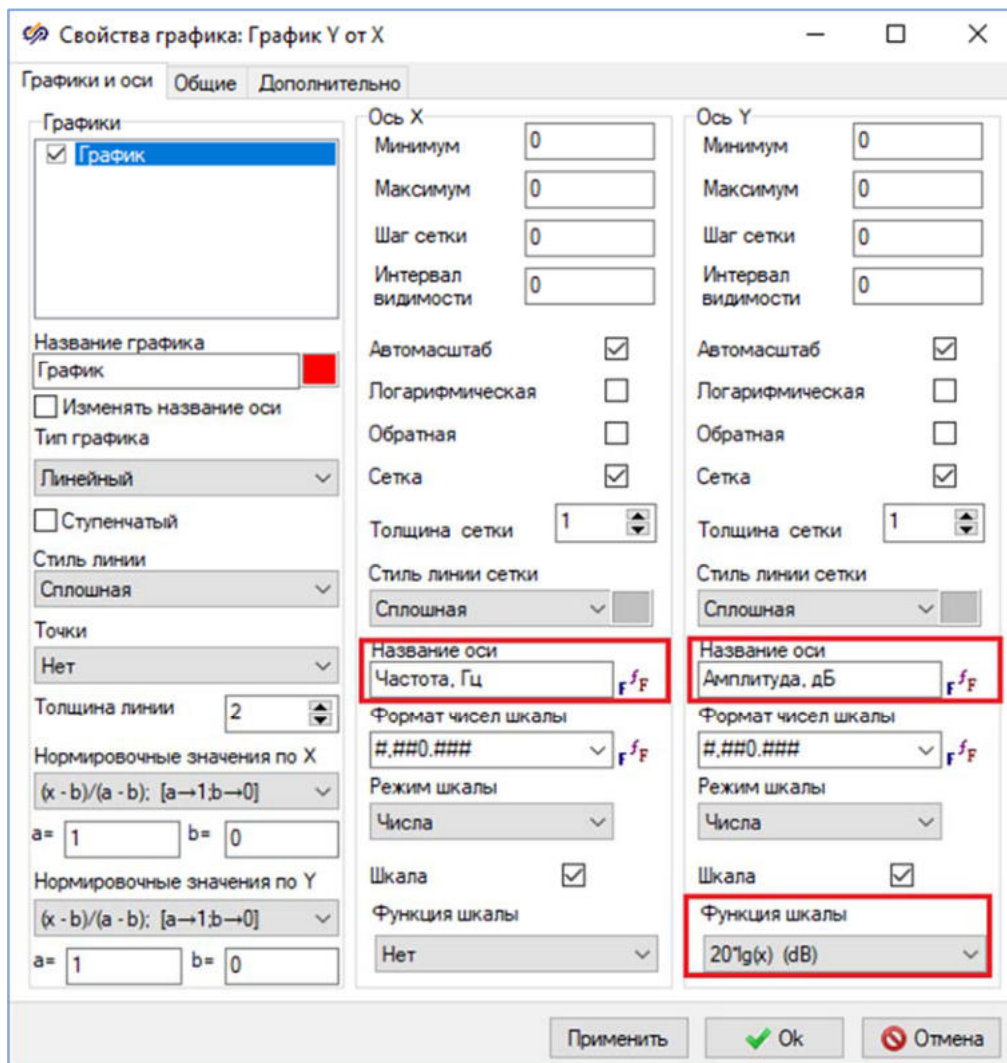 Свойства графика: График Y от X
Графики и оси Общие Дополнительно
Графики
График
Название графика
График
Изменять название оси
Тип графика
Линейный
Ступенчатый
Стиль линии
Сплошная
Точки
Нет
Толщина линии 2
Нормировочные значения по X
(x - b)/(a - b); [a→1;b→0]
a= 1 b= 0
Нормировочные значения по Y
(x - b)/(a - b); [a→1;b→0]
a= 1 b= 0
Ось X
Минимум 0
Максимум 0
Шаг сетки 0
Интервал
видимости 0
Автомасштаб
Логарифмическая
Обратная
Сетка
Толщина сетки 1
Стиль линии сетки
Сплошная
Название оси
Частота, Гц FfF
Формат чисел шкалы
#,##0.### FfF
Режим шкалы
Числа
Шкала
Функция шкалы
Нет
Ось Y
Минимум 0
Максимум 0
Шаг сетки 0
Интервал
видимости 0
Автомасштаб
Логарифмическая
Обратная
Сетка
Толщина сетки 1
Стиль линии сетки
Сплошная
Название оси
Амплитуда, дБ FfF
Формат чисел шкалы
#,##0.### FfF
Режим шкалы
Числа
Шкала
Функция шкалы
20*lg(x) (dB)
Применить Ok Отмена